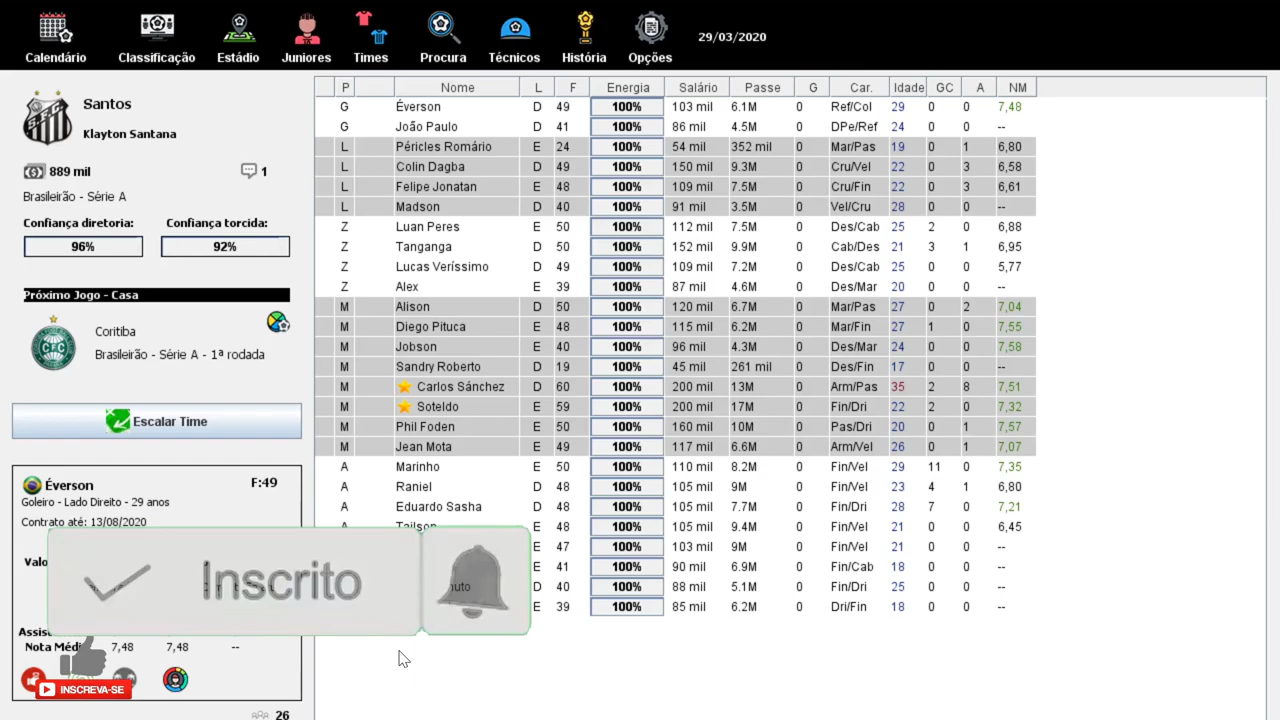 Calendário Classificação Estádio Juniores Times Procura Técnicos História Opções 29/03/2020
Santos
Klayton Santana
889 mil 1
Brasileirão - Série A
Confiança diretoria: Confiança torcida:
96% 92%
Próximo Jogo - Casa
Coritiba
Brasileirão - Série A - 1ª rodada
Escalar Time
Éverson F:49
Goleiro - Lado Direito - 29 anos
Contrato até: 13/08/2020
Nota 7,48 7,48 --
26
P Nome L F Energia Salário Passe G Car. Idade GC A NM
G Éverson D 49 100% 103 mil 6.1M 0 Ref/Col 29 0 0 7,48
G João Paulo D 41 100% 86 mil 4.5M 0 DPe/Ref 24 0 0 --
L Péricles Romário E 24 100% 54 mil 352 mil 0 Mar/Pas 19 0 1 6,80
L Colin Dagba D 49 100% 150 mil 9.3M 0 Cru/Vel 22 0 3 6,58
L Felipe Jonatan E 48 100% 109 mil 7.5M 0 Cru/Fin 22 0 3 6,61
L Madson D 40 100% 91 mil 3.5M 0 Vel/Cru 28 0 0 --
Z Luan Peres E 50 100% 112 mil 7.5M 0 Des/Cab 25 2 0 6,88
Z Tanganga D 50 100% 152 mil 9.9M 0 Cab/Des 21 3 1 6,95
Z Lucas Veríssimo D 49 100% 109 mil 7.2M 0 Des/Cab 25 0 0 5,77
Z Alex E 39 100% 87 mil 4.6M 0 Des/Mar 20 0 0 --
M Alison D 50 100% 120 mil 6.7M 0 Mar/Pas 27 0 2 7,04
M Diego Pituca E 48 100% 115 mil 6.2M 0 Mar/Fin 27 1 0 7,55
M Jobson E 40 100% 96 mil 4.3M 0 Des/Mar 24 0 0 7,58
M Sandry Roberto D 19 100% 45 mil 261 mil 0 Des/Fin 17 0 0 --
M Carlos Sánchez D 60 100% 200 mil 13M 0 Arm/Pas 35 2 8 7,51
M Soteldo E 59 100% 200 mil 17M 0 Fin/Dri 22 2 0 7,32
M Phil Foden E 50 100% 160 mil 10M 0 Pas/Dri 20 0 1 7,57
M Jean Mota E 49 100% 117 mil 6.6M 0 Arm/Vel 26 0 1 7,07
A Marinho E 50 100% 110 mil 8.2M 0 Fin/Vel 29 11 0 7,35
A Raniel D 48 100% 105 mil 9M 0 Fin/Vel 23 4 1 6,80
A Eduardo Sasha D 48 100% 105 mil 7.7M 0 Fin/Dri 28 7 0 7,21
A Tailson E 48 100% 105 mil 9.4M 0 Fin/Vel 21 0 1 6,45
E 47 100% 103 mil 9M 0 Fin/Vel 21 0 0 --
E 41 100% 90 mil 6.9M 0 Fin/Cab 18 0 0 --
D 40 100% 88 mil 5.1M 0 Fin/Dri 25 0 0 --
E 39 100% 85 mil 6.2M 0 Dri/Fin 18 0 0 --
Inscrito
INSCREVA-SE